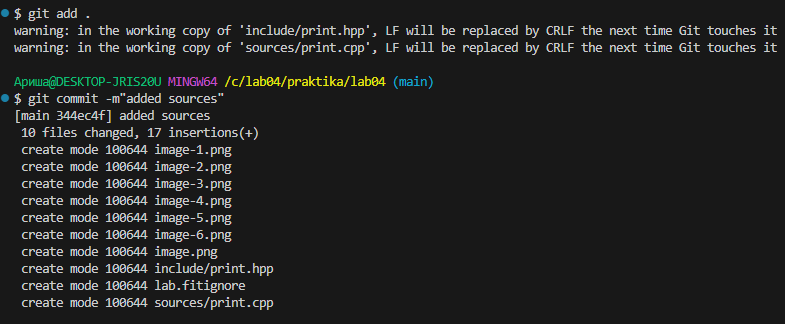 $ git add .
warning: in the working copy of 'include/print.hpp', LF will be replaced by CRLF the next time Git touches it
warning: in the working copy of 'sources/print.cpp', LF will be replaced by CRLF the next time Git touches it
Ариша@DESKTOP-JRIS20U MINGW64 /c/lab04/praktika/lab04 (main)
$ git commit -m"added sources"
[main 344ec4f] added sources
10 files changed, 17 insertions(+)
create mode 100644 image-1.png
create mode 100644 image-2.png
create mode 100644 image-3.png
create mode 100644 image-4.png
create mode 100644 image-5.png
create mode 100644 image-6.png
create mode 100644 image.png
create mode 100644 include/print.hpp
create mode 100644 lab.fitignore
create mode 100644 sources/print.cpp